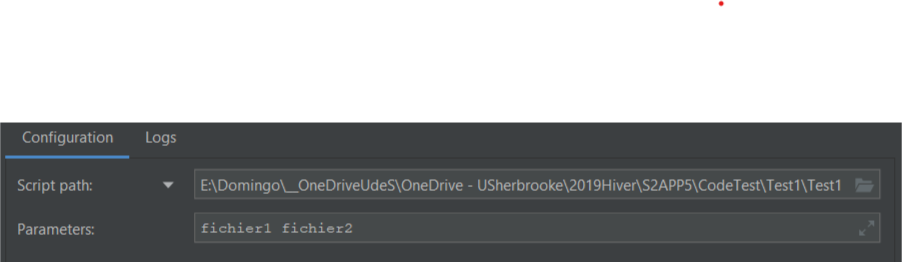 Configuration Logs
Script path: E:\Domingo\__OneDriveUdeS\OneDrive - USherbrooke\2019Hiver\S2APP5\CodeTest\Test1\Test1
Parameters: fichier1 fichier2